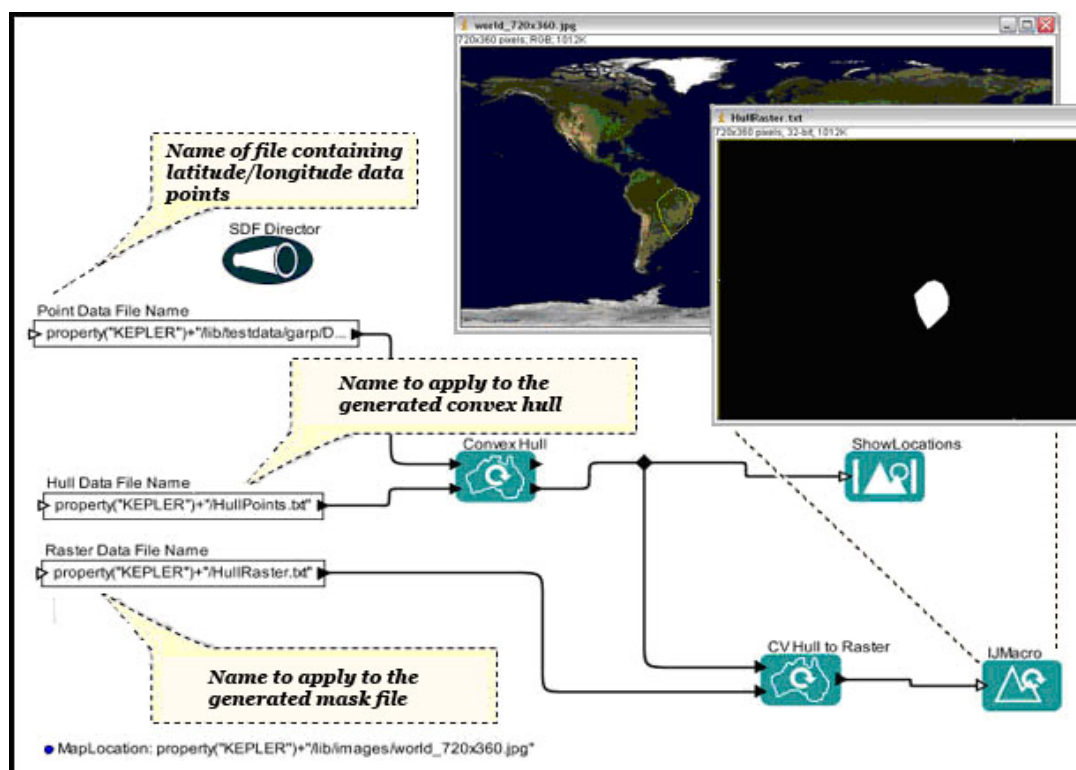 world_720x360.jpg
720x360 pixels; RGB; 1012K
HullRaster.txt
720x360 pixels, 32-bit, 1012K
Name of file containing
latitude/longitude data
points
SDF Director
Point Data File Name
property("KEPLER")+"/lib/testdata/garp/D...
Name to apply to the
generated convex hull
Convex Hull
ShowLocations
Hull Data File Name
property("KEPLER")+"/HullPoints.txt"
Raster Data File Name
property("KEPLER")+"/HullRaster.txt"
CV Hull to Raster
IJMacro
Name to apply to the
generated mask file
MapLocation: property("KEPLER")+"/lib/images/world_720x360.jpg"